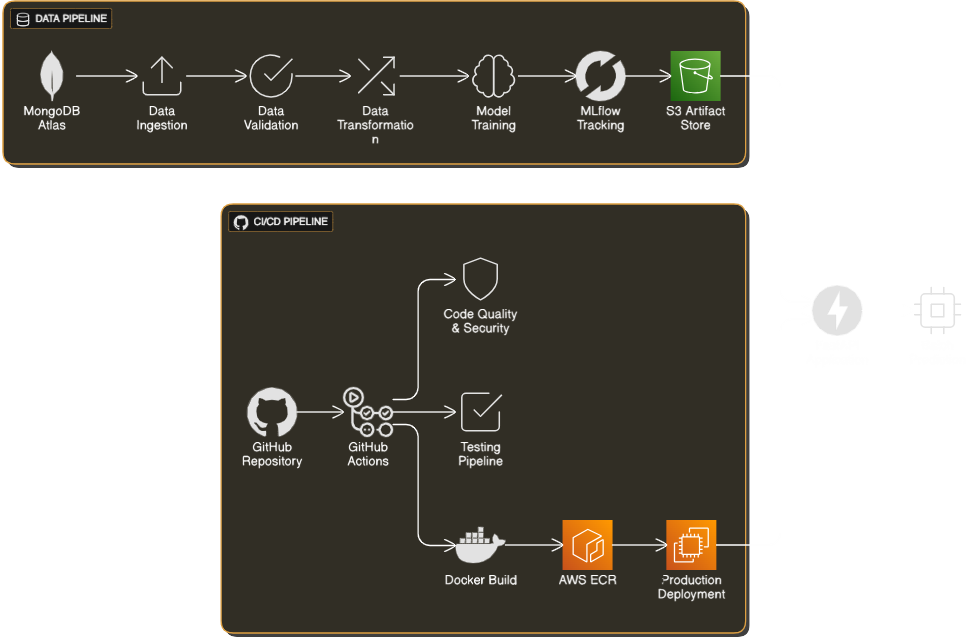 DATA PIPELINE
MongoDB
Atlas
Data
Ingestion
Data
Validation
Data
Transformatio
n
Model
Training
MLflow
Tracking
S3 Artifact
Store
CI/CD PIPELINE
Code Quality
& Security
GitHub
Repository
GitHub
Actions
Testing
Pipeline
Docker Build
AWS ECR
Production
Deployment